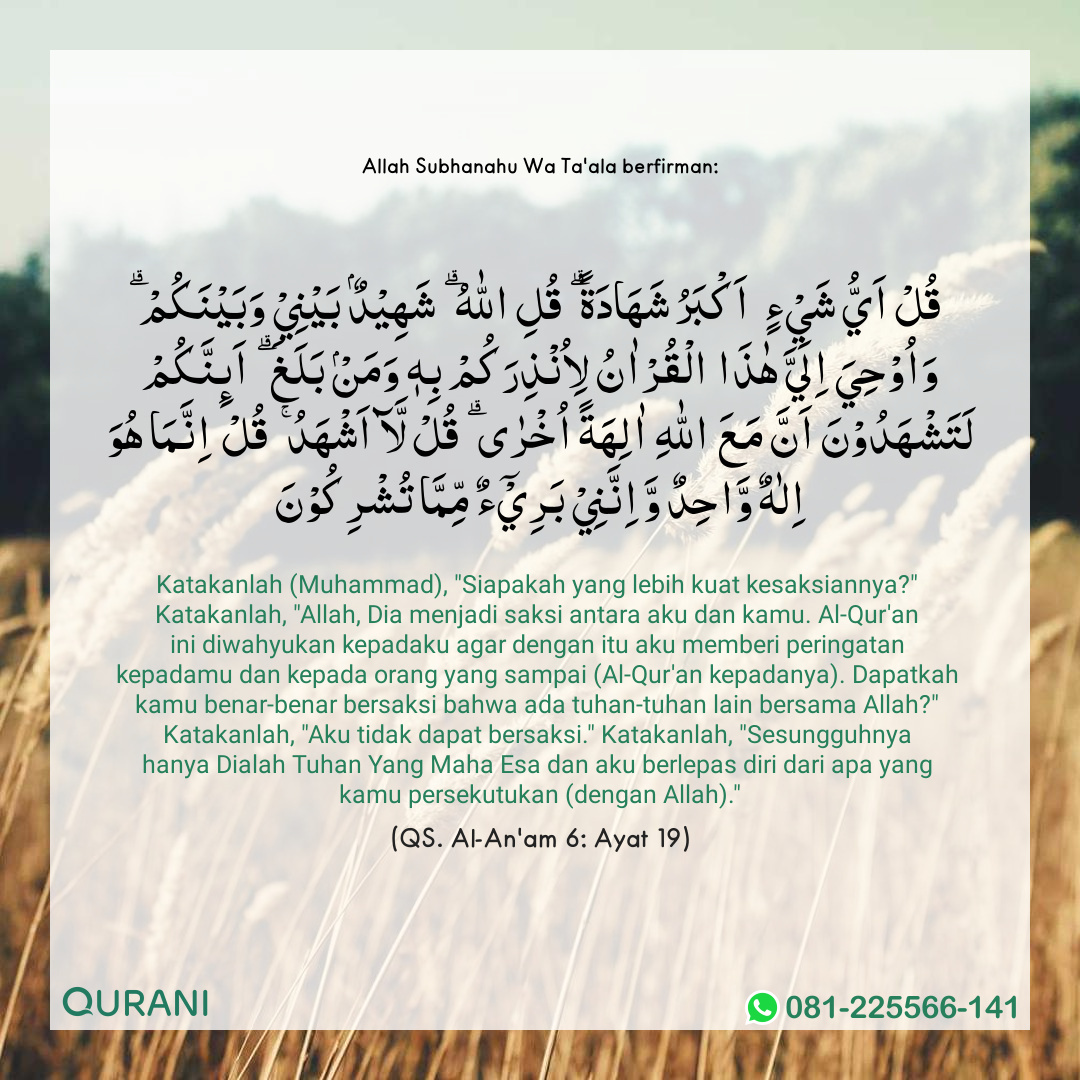 Allah Subhanahu Wa Ta'ala berfirman:
قُلْ اَيُّ شَيْءٍ اَكْبَرُ شَهَادَةً ۗ قُلِ اللّٰهُ ۗ شَهِيْدٌۢ بَيْنِيْ وَبَيْنَكُمْ ۗ
وَاُوْحِيَ اِلَيَّ هٰذَا الْقُرْاٰنُ لِاُنْذِرَكُمْ بِهٖ وَمَنْۢ بَلَغَ ۗ اَىِٕنَّكُمْ
لَتَشْهَدُوْنَ اَنَّ مَعَ اللّٰهِ اٰلِهَةً اُخْرٰى ۗ قُلْ لَّآ اَشْهَدُ ۚ قُلْ اِنَّمَا هُوَ
اِلٰهٌ وَّاحِدٌ وَّاِنَّنِيْ بَرِيْۤءٌ مِّمَّا تُشْرِكُوْنَ
Katakanlah (Muhammad), "Siapakah yang lebih kuat kesaksiannya?"
Katakanlah, "Allah, Dia menjadi saksi antara aku dan kamu. Al-Qur'an
ini diwahyukan kepadaku agar dengan itu aku memberi peringatan
kepadamu dan kepada orang yang sampai (Al-Qur'an kepadanya). Dapatkah
kamu benar-benar bersaksi bahwa ada tuhan-tuhan lain bersama Allah?"
Katakanlah, "Aku tidak dapat bersaksi." Katakanlah, "Sesungguhnya
hanya Dialah Tuhan Yang Maha Esa dan aku berlepas diri dari apa yang
kamu persekutukan (dengan Allah)."
(QS. Al-An'am 6: Ayat 19)
QURANI
081-225566-141